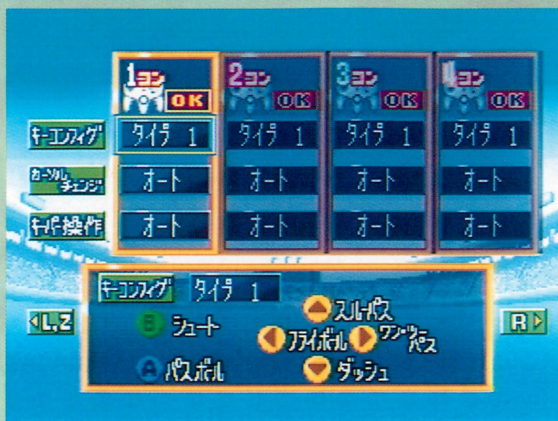 1コン 2コン 3コン 4コン
OK OK OK OK
キーコンフィグ タイプ 1 タイプ 1 タイプ 1 タイプ 1
カーソルチェンジ オート オート オート オート
キーパー操作 オート オート オート オート
キーコンフィグ タイプ 1
L,Z R
B シュート
スルーパス
フライボール ワンツーパス
A パスボール
ダッシュ